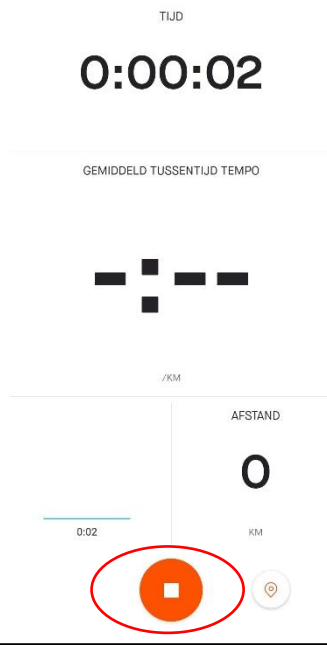 TIJD
0:00:02
GEMIDDELD TUSSENTIJD TEMPO
-:--
/KM
AFSTAND
0
0:02
KM